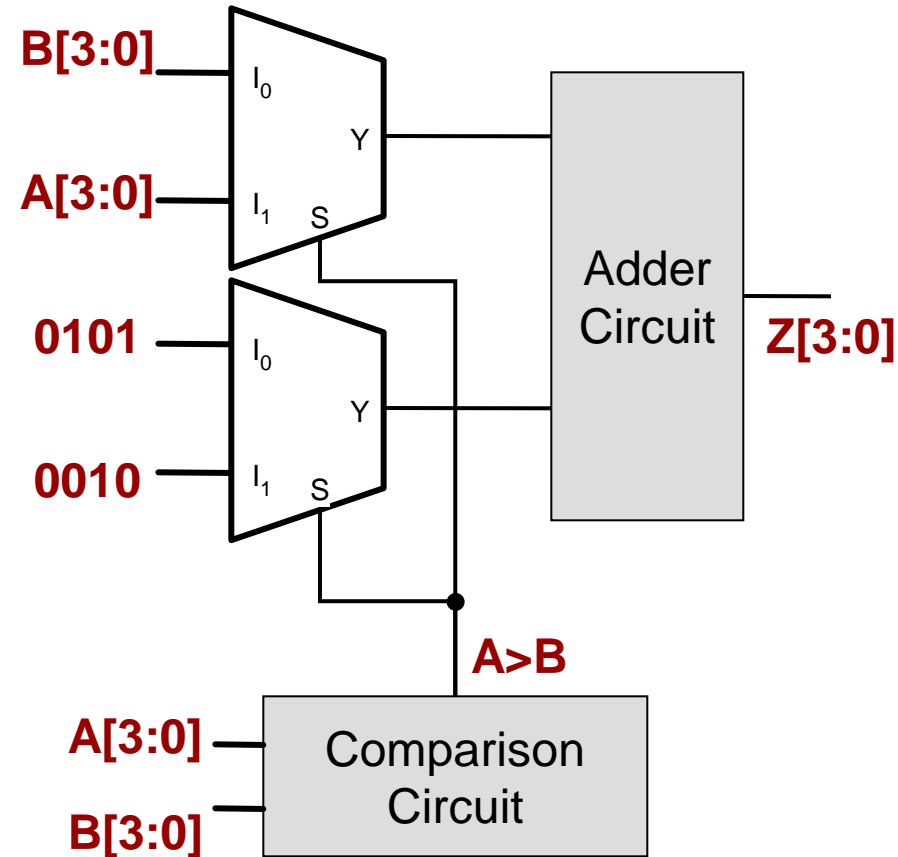 B[3:0]
I0
Y
A[3:0]
I1
S
Adder
Circuit
Z[3:0]
0101
I0
Y
0010
I1
S
A>B
A[3:0]
B[3:0]
Comparison
Circuit